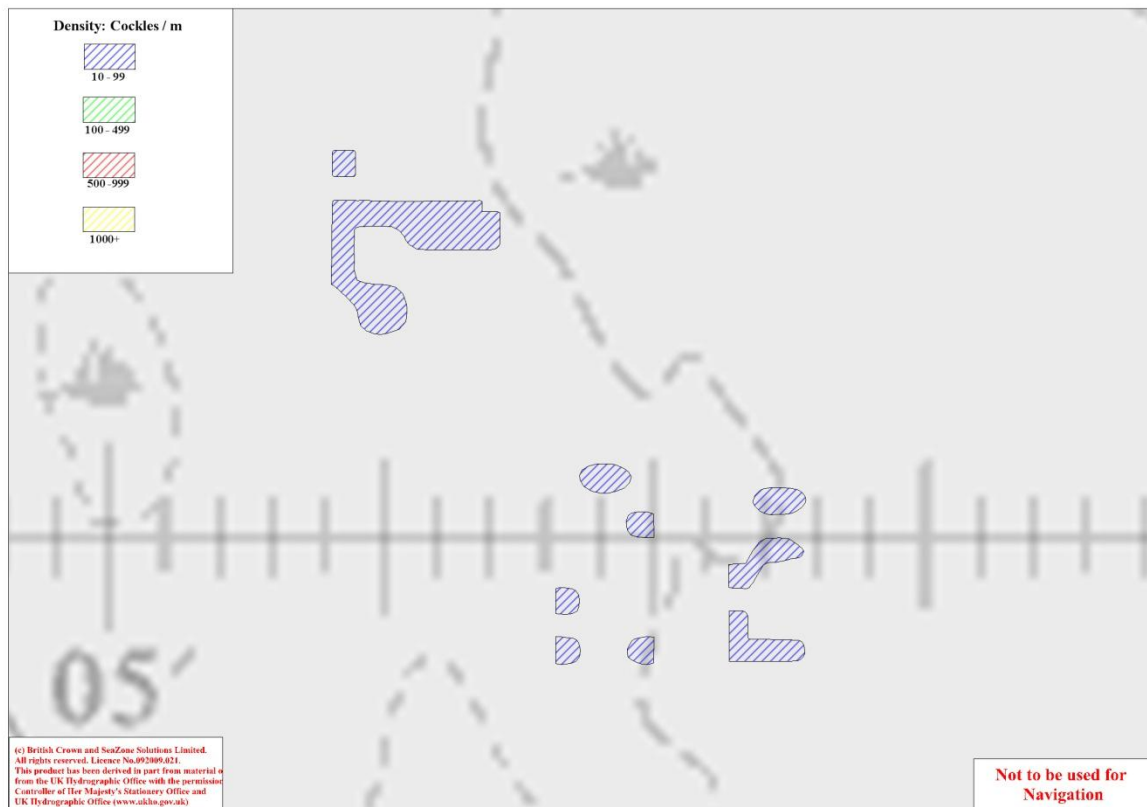 Density: Cockles / m
10 - 99
100 - 499
500 -999
1000+
05′
(c) British Crown and SeaZone Solutions Limited.
All rights reserved. Licence No.092009.021.
This product has been derived in part from material o
from the UK Hydrographic Office with the permission
Controller of Her Majesty's Stationery Office and
UK Hydrographic Office (www.ukho.gov.uk)
Not to be used for
Navigation